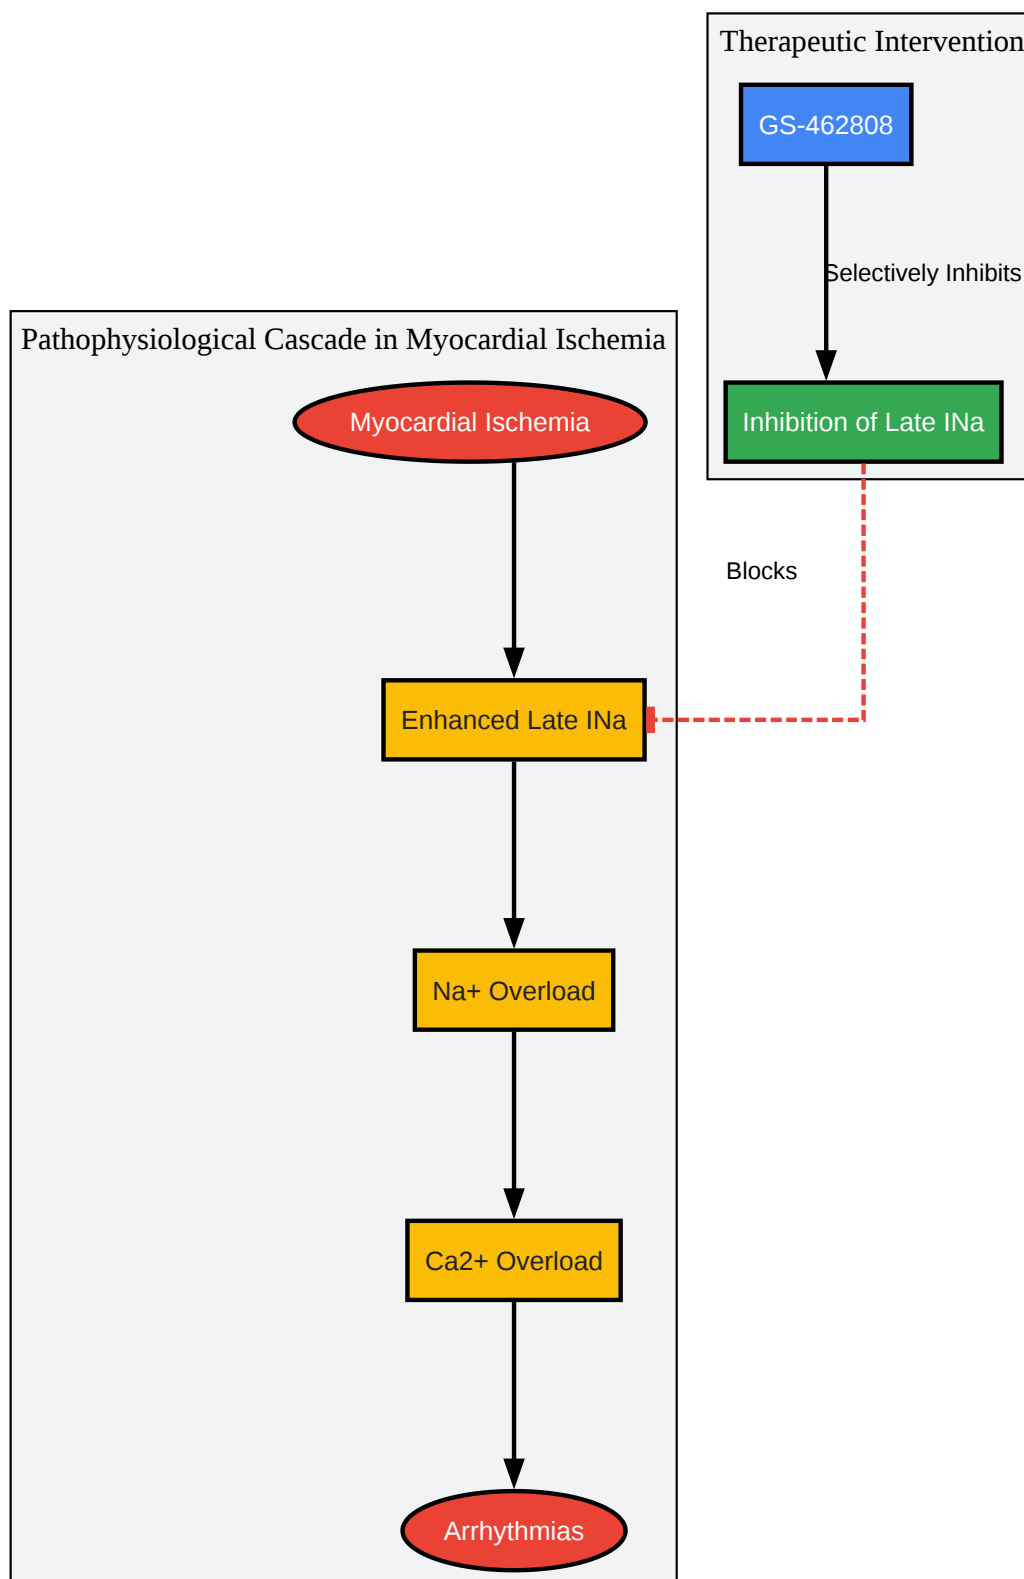 Therapeutic Intervention
GS-462808
Selectively Inhibits
Pathophysiological Cascade in Myocardial Ischemia
Myocardial Ischemia
Inhibition of Late INa
Blocks
Enhanced Late INa
Na+ Overload
Ca2+ Overload
Arrhythmias